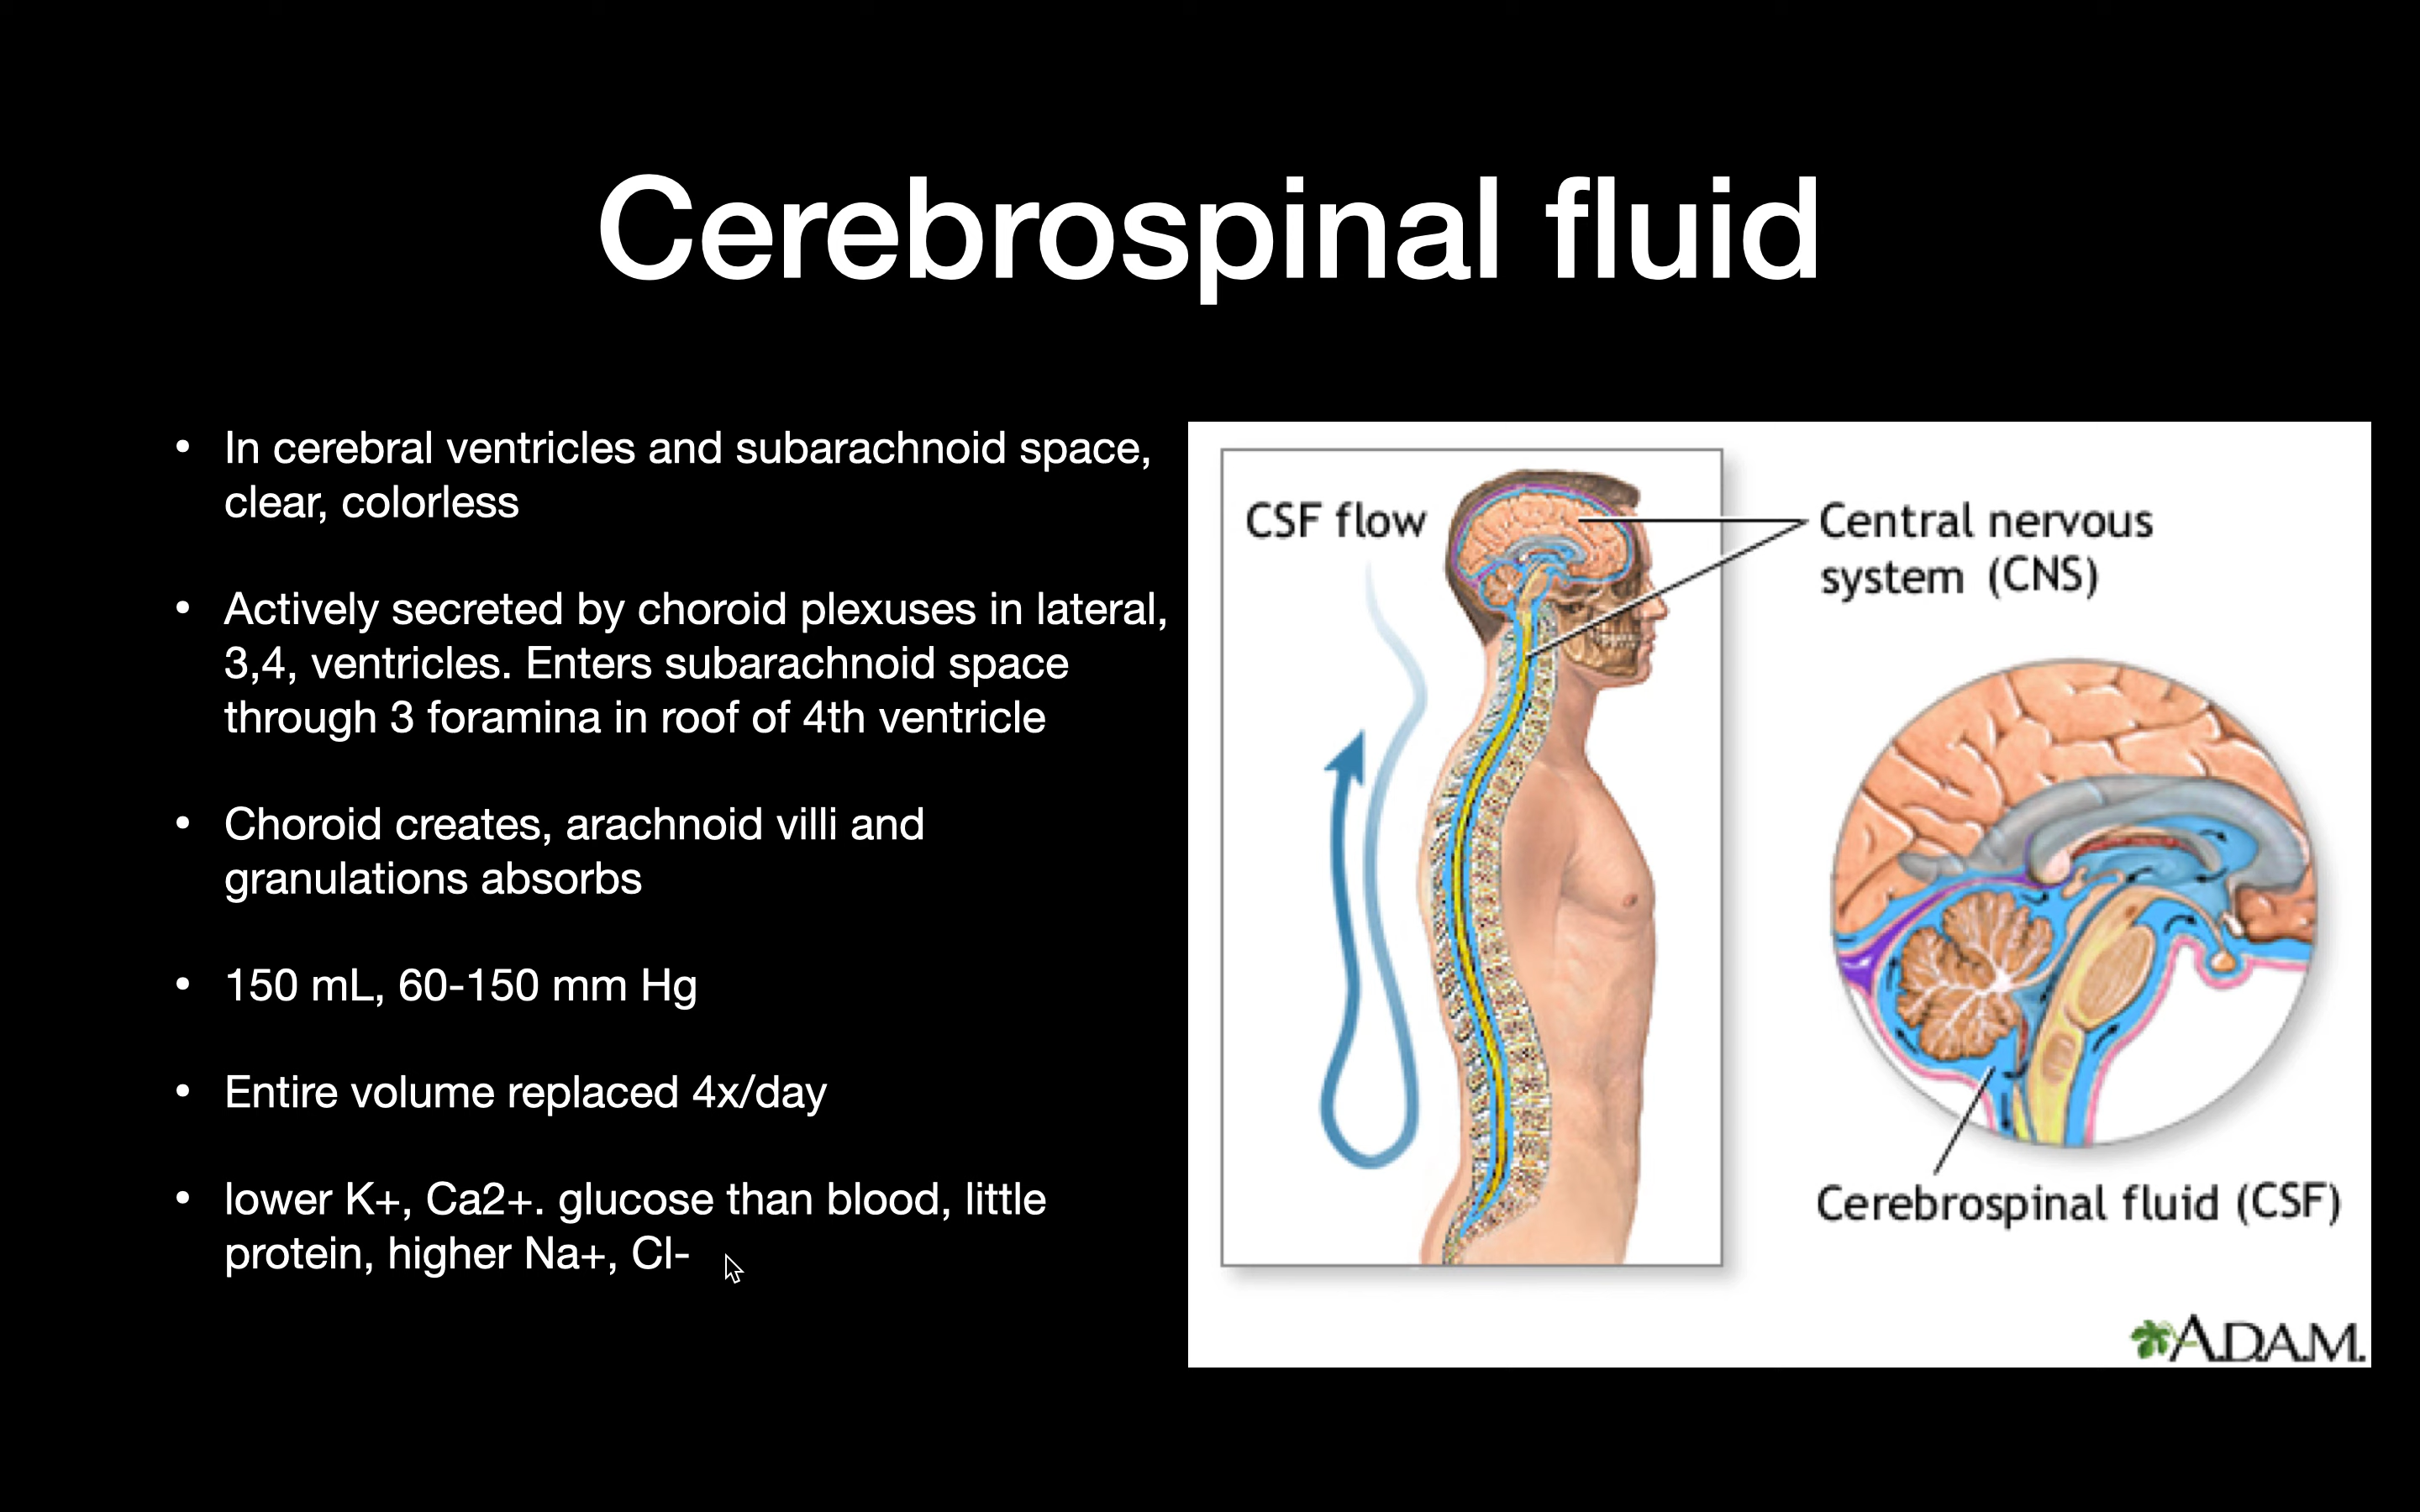 Cerebrospinal fluid
• In cerebral ventricles and subarachnoid space,
clear, colorless
• Actively secreted by choroid plexuses in lateral,
3,4, ventricles. Enters subarachnoid space
through 3 foramina in roof of 4th ventricle
• Choroid creates, arachnoid villi and
granulations absorbs
• 150 mL, 60-150 mm Hg
• Entire volume replaced 4x/day
• lower K+, Ca2+. glucose than blood, little
protein, higher Na+, Cl-
CSF flow
Central nervous
system (CNS)
Cerebrospinal fluid (CSF)
A.D.A.M.